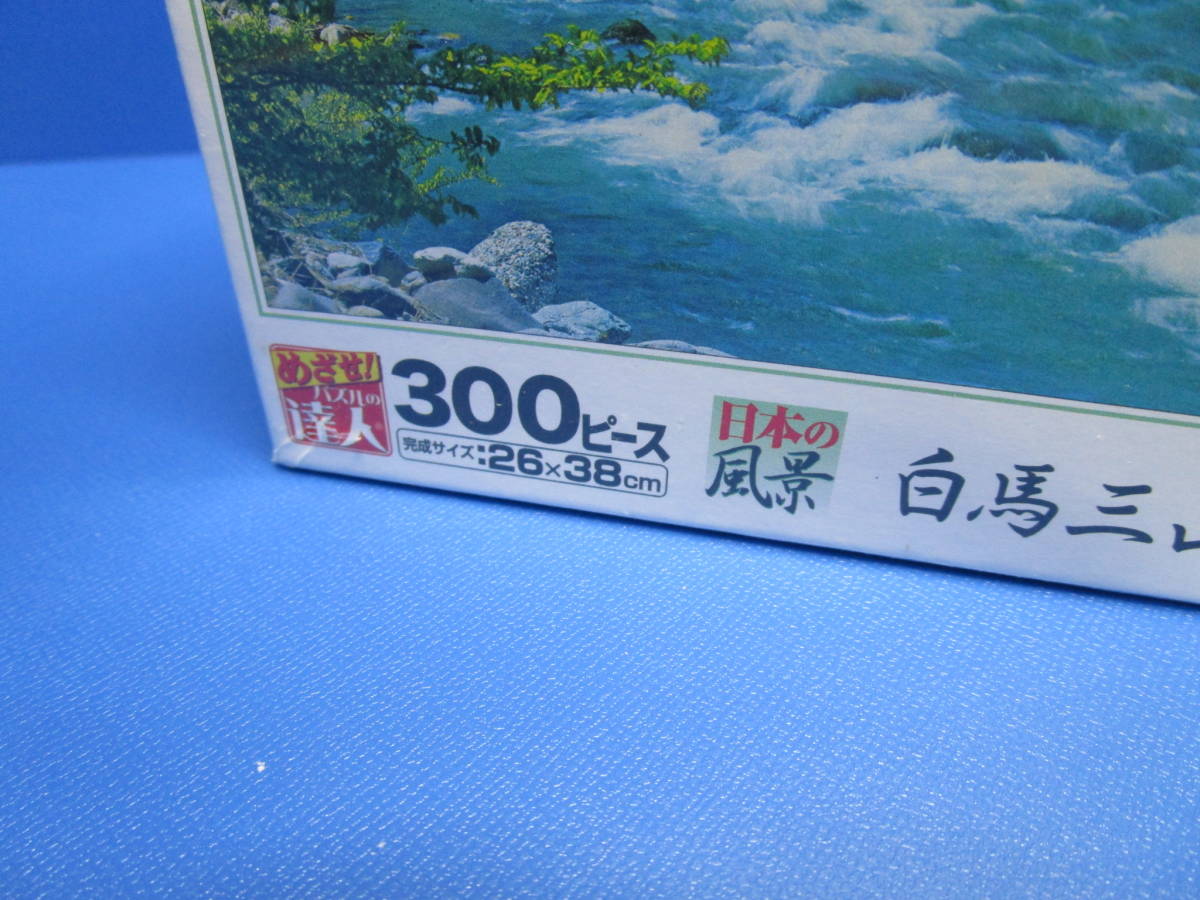 めざせ!
パズルの
達人
300ピース
完成サイズ:26×38cm
日本の
風景
白馬三